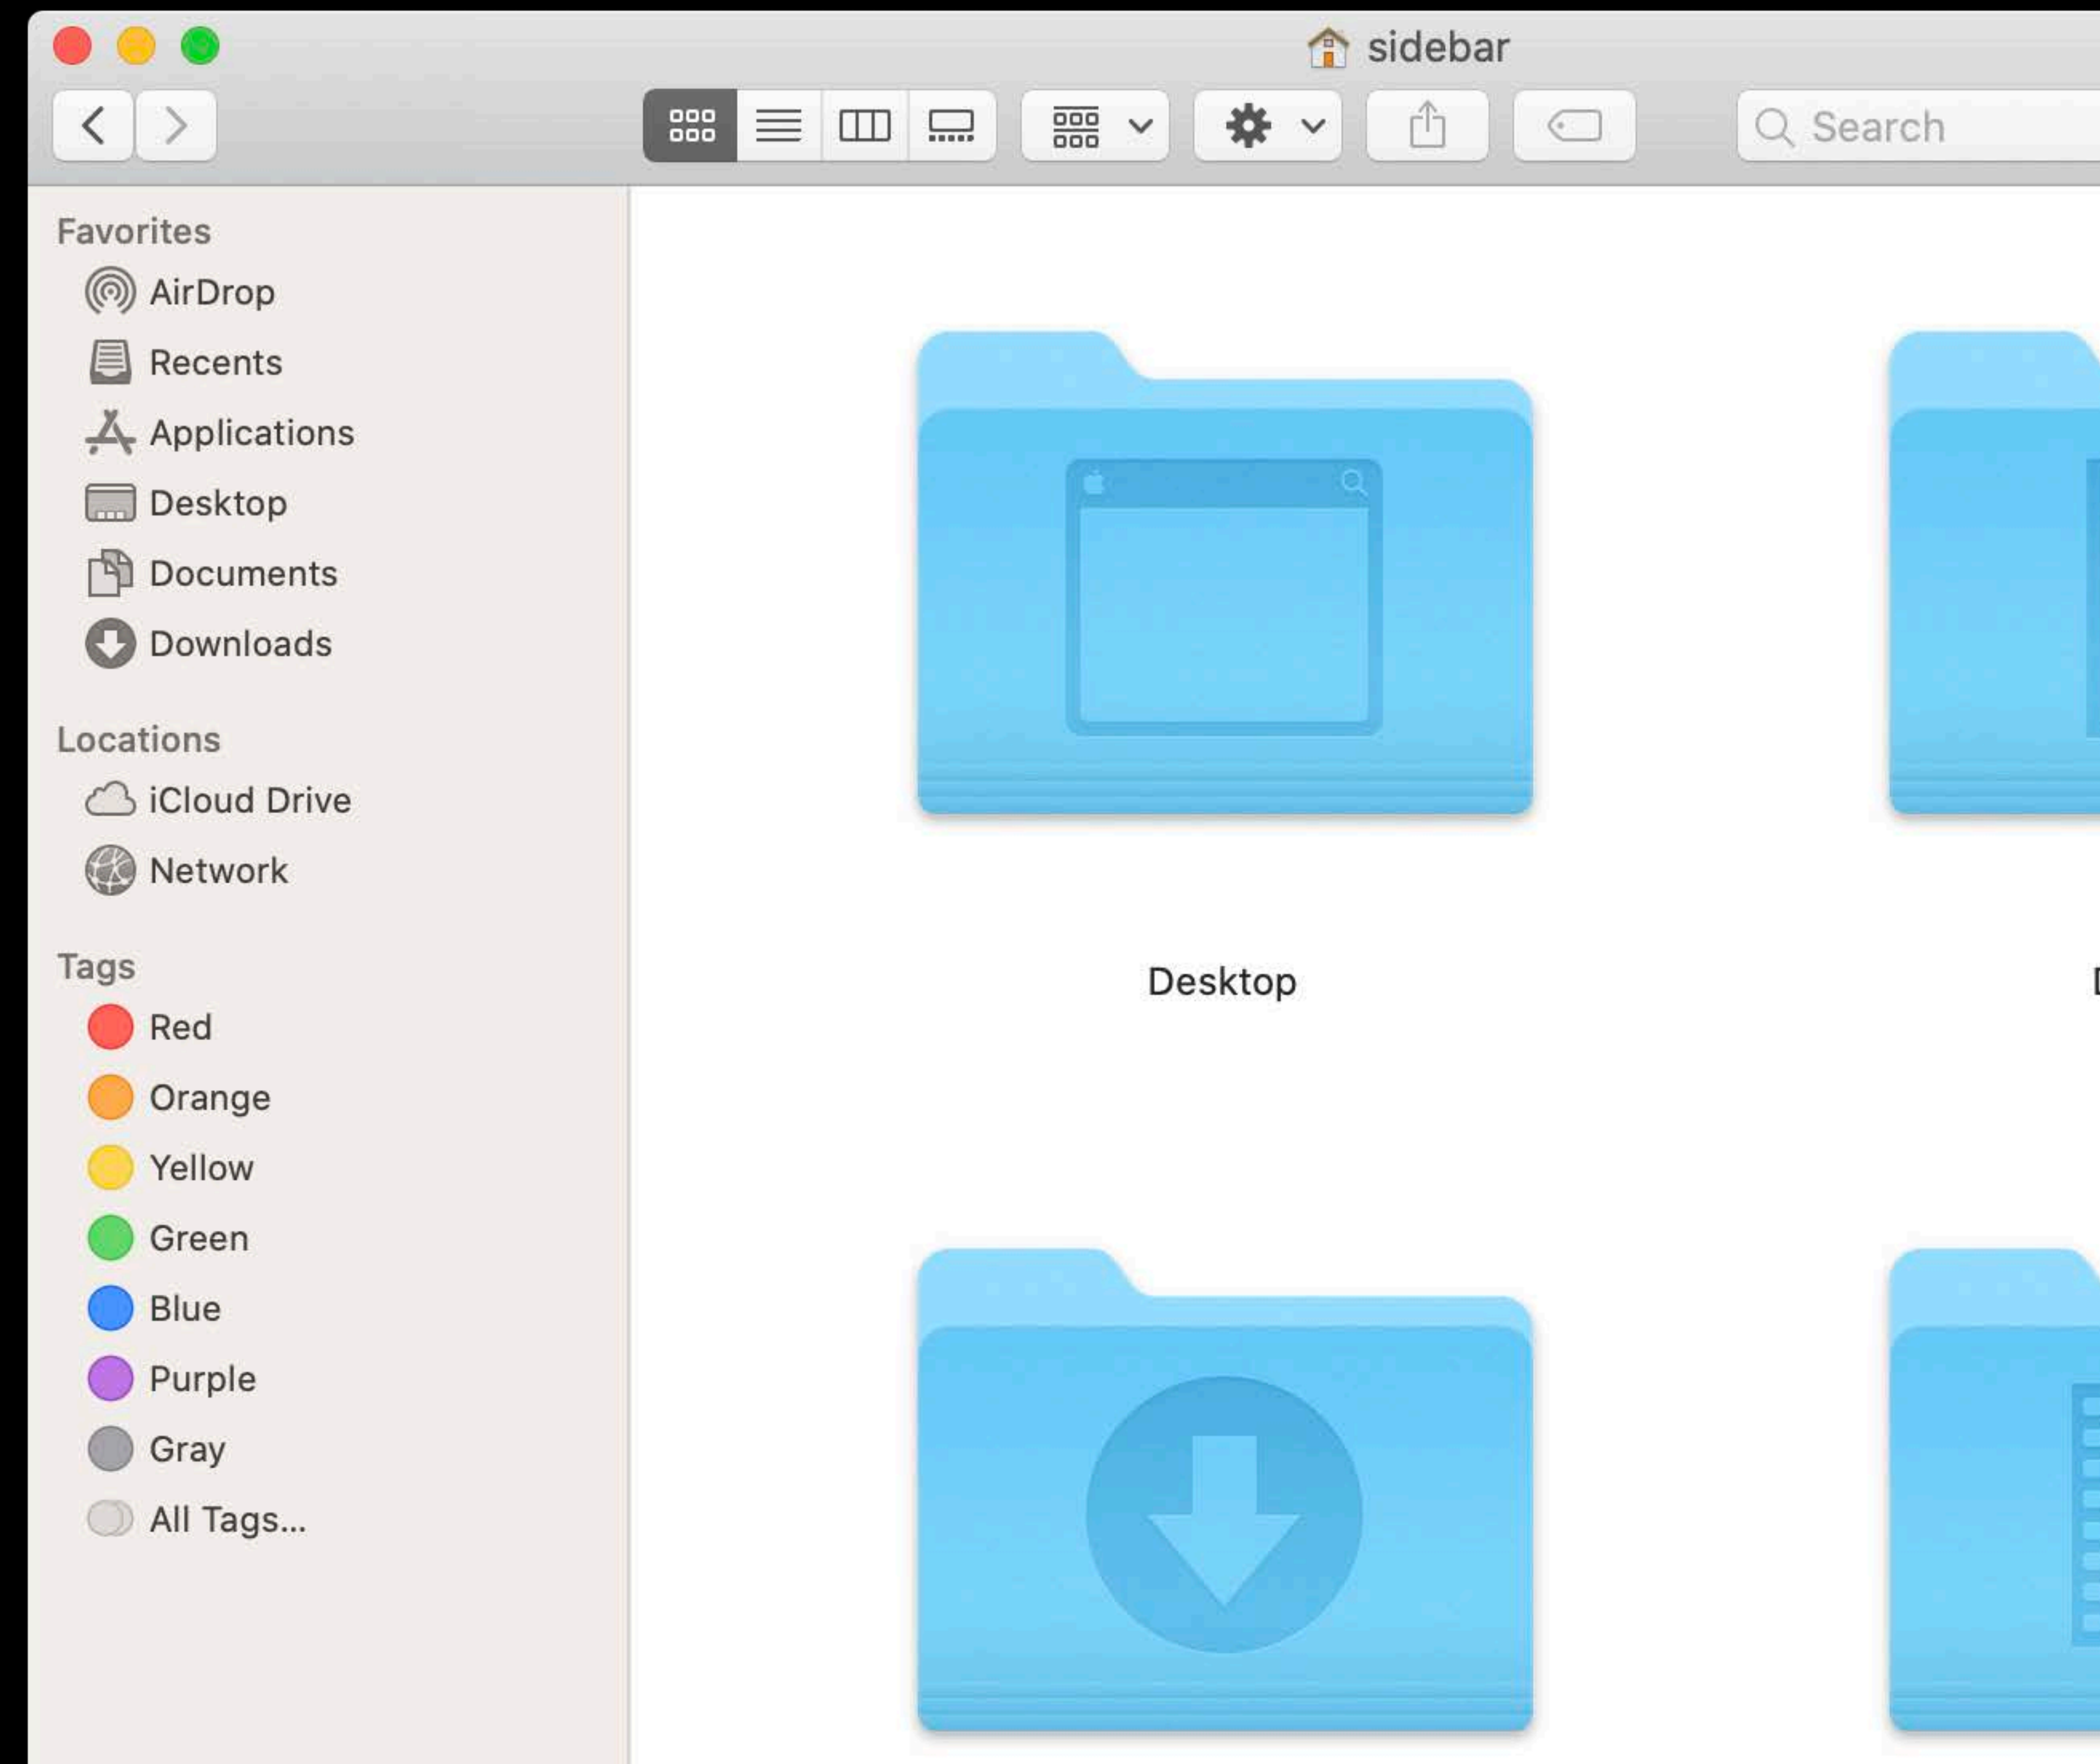 sidebar
Search
Favorites
AirDrop
Recents
Applications
Desktop
Documents
Downloads
Locations
iCloud Drive
Network
Tags
Red
Orange
Yellow
Green
Blue
Purple
Gray
All Tags...
Desktop